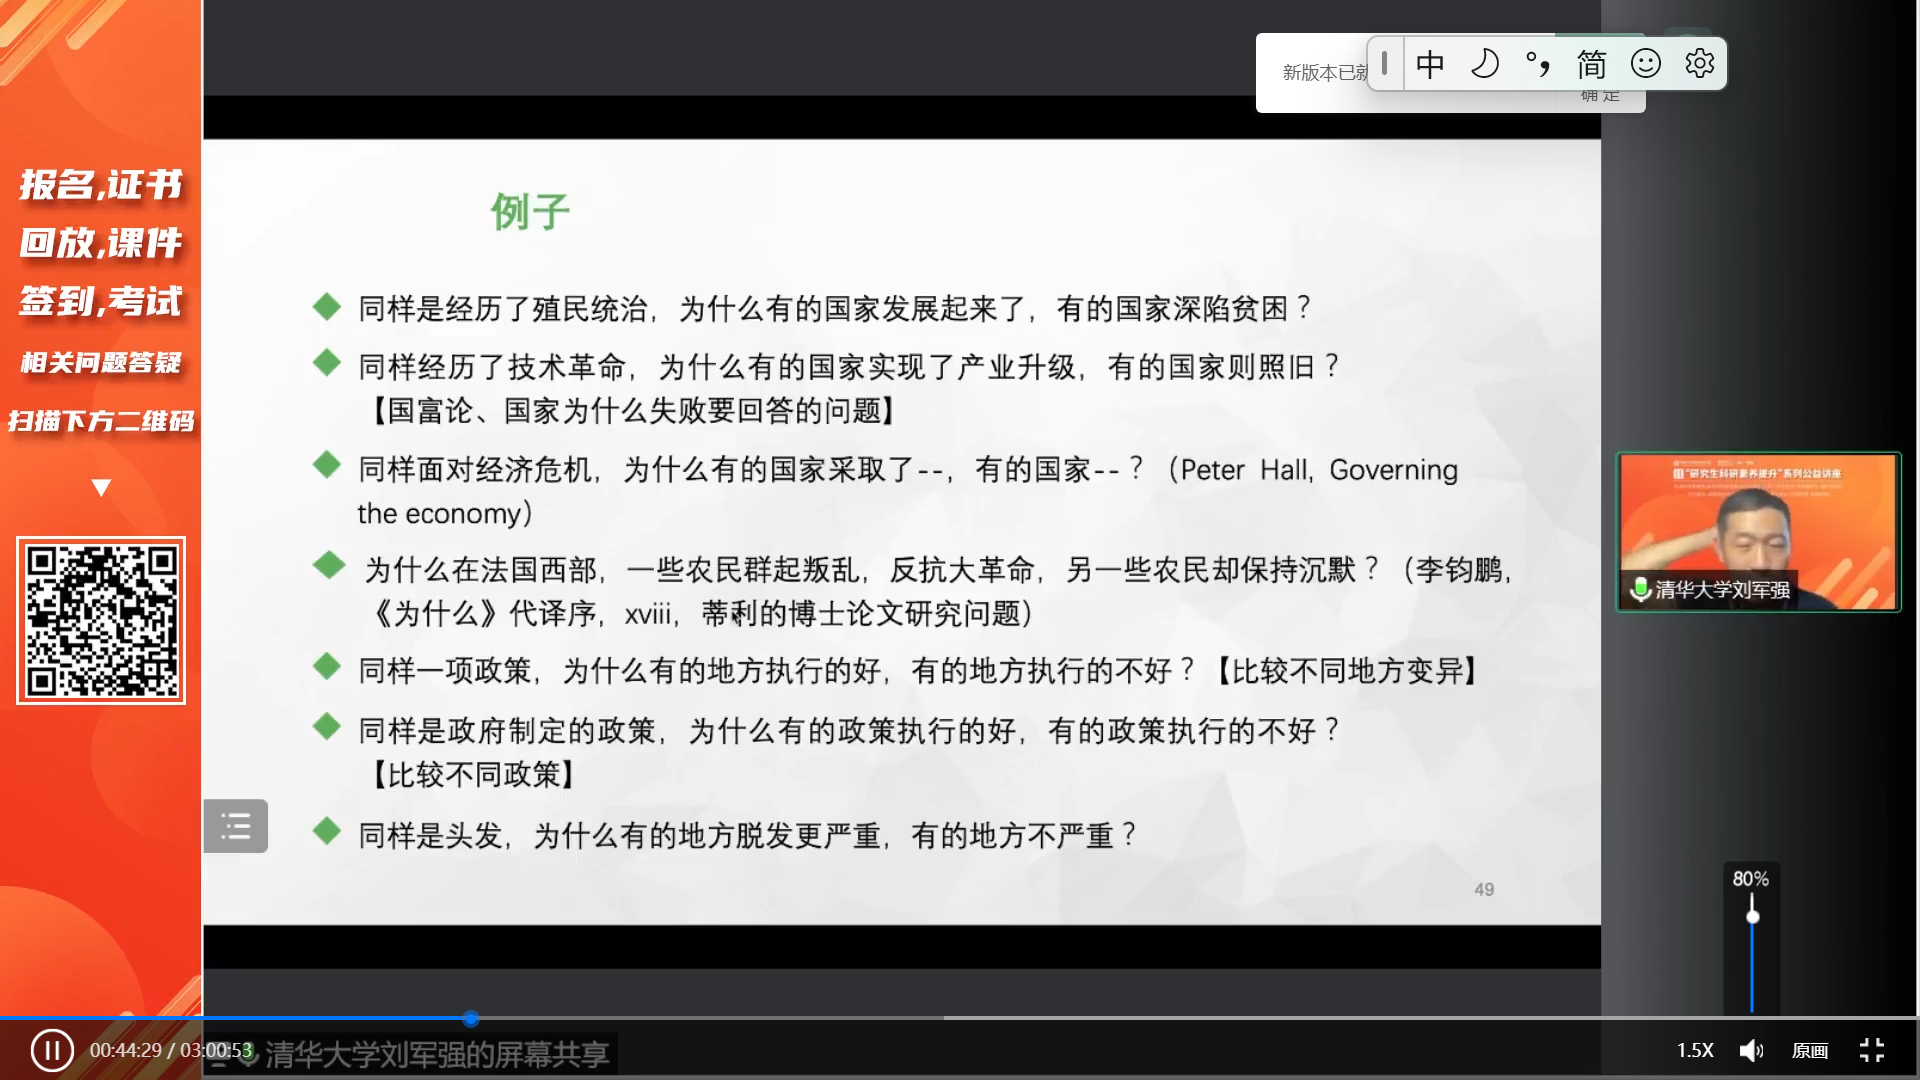 报名,证书
回放,课件
签到,考试
相关问题答疑
扫描下方二维码
新版本已就
中 简
确定
例子
同样是经历了殖民统治，为什么有的国家发展起来了，有的国家深陷贫困？
同样经历了技术革命，为什么有的国家实现了产业升级，有的国家则照旧？
【国富论、国家为什么失败要回答的问题】
同样面对经济危机，为什么有的国家采取了--，有的国家--？（Peter Hall, Governing
the economy）
为什么在法国西部，一些农民群起叛乱，反抗大革命，另一些农民却保持沉默？（李钧鹏，
《为什么》代译序，xviii，蒂利的博士论文研究问题）
同样一项政策，为什么有的地方执行的好，有的地方执行的不好？【比较不同地方变异】
同样是政府制定的政策，为什么有的政策执行的好，有的政策执行的不好？
【比较不同政策】
同样是头发，为什么有的地方脱发更严重，有的地方不严重？
49
“研究生科研素养提升”系列公益讲座
清华大学刘军强
80%
00:44:29 / 03:00:53
清华大学刘军强的屏幕共享
1.5X
原画